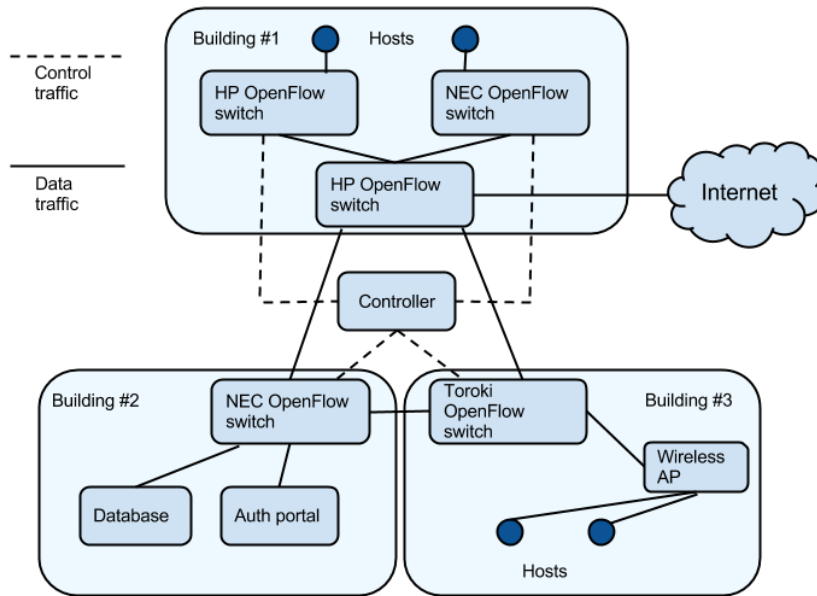 Building #1
Hosts
Control
traffic
HP OpenFlow
switch
NEC OpenFlow
switch
Data
traffic
HP OpenFlow
switch
Internet
Controller
Building #2
NEC OpenFlow
switch
Toroki
OpenFlow
switch
Building #3
Wireless
AP
Database
Auth portal
Hosts